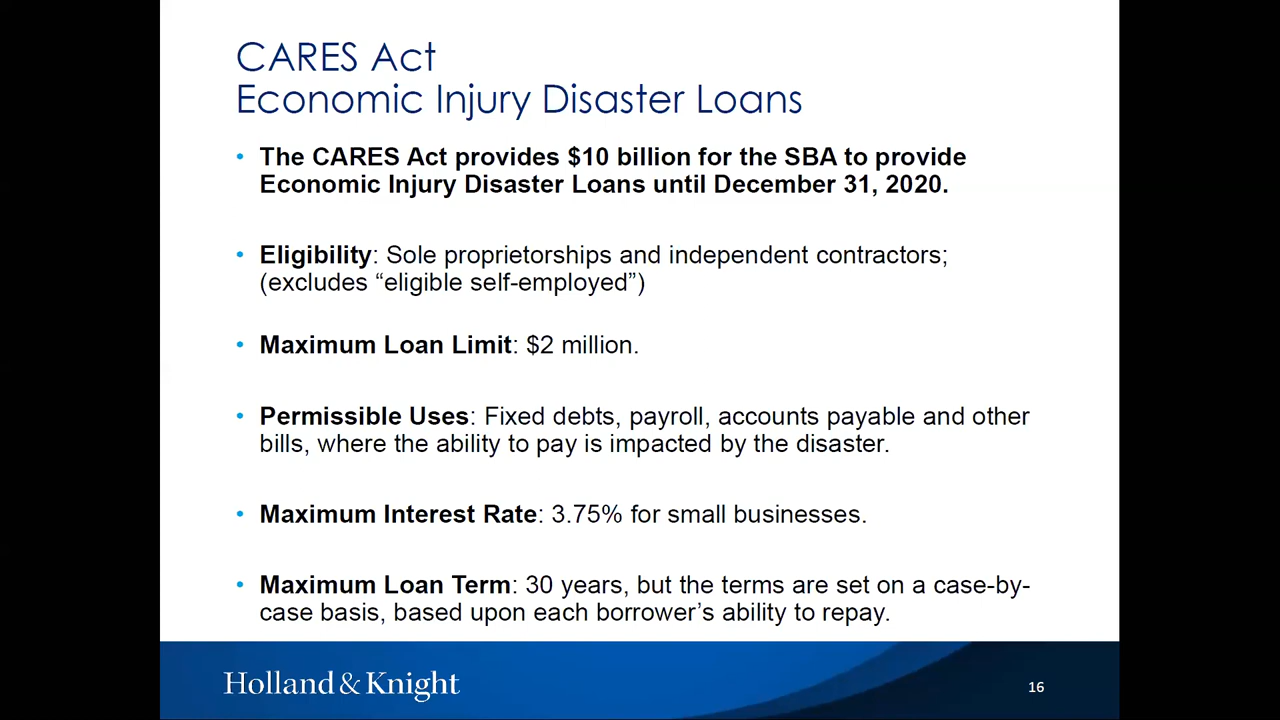 CARES Act
Economic Injury Disaster Loans
• The CARES Act provides $10 billion for the SBA to provide
Economic Injury Disaster Loans until December 31, 2020.
• Eligibility: Sole proprietorships and independent contractors;
(excludes “eligible self-employed”)
• Maximum Loan Limit: $2 million.
• Permissible Uses: Fixed debts, payroll, accounts payable and other
bills, where the ability to pay is impacted by the disaster.
• Maximum Interest Rate: 3.75% for small businesses.
• Maximum Loan Term: 30 years, but the terms are set on a case-by-
case basis, based upon each borrower’s ability to repay.
Holland & Knight
16